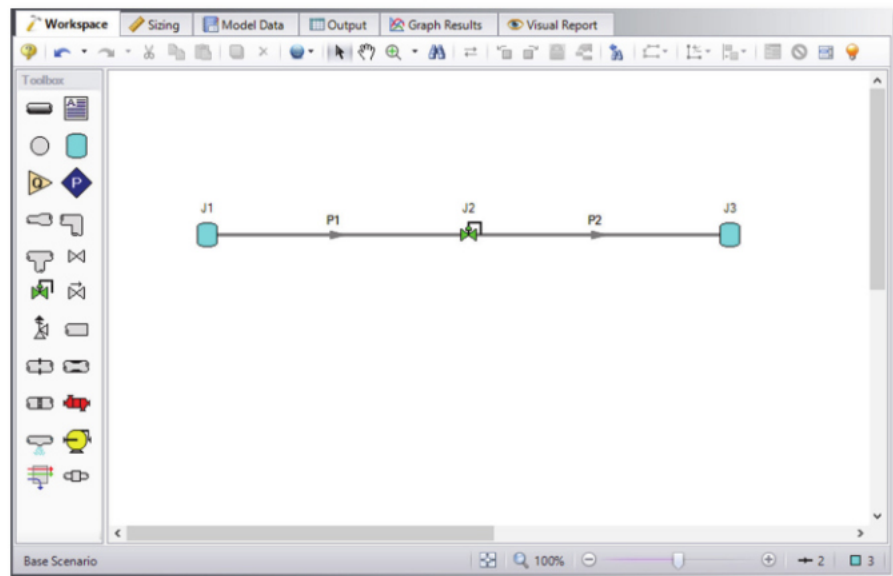 Workspace Sizing Model Data Output Graph Results Visual Report
Toolbox
A
Q P
J1 P1 J2 P2 J3
Base Scenario 100% 2 3